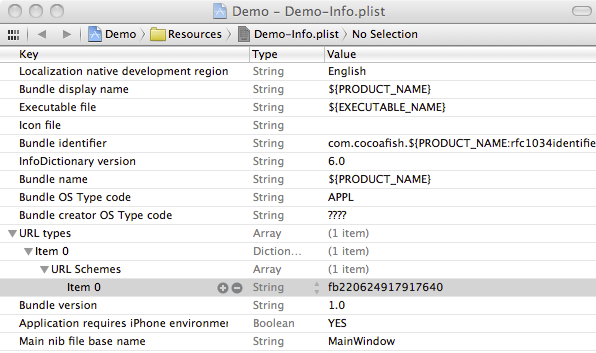 Demo – Demo-Info.plist
Demo Resources Demo-Info.plist No Selection
Key Type Value
Localization native development region String English
Bundle display name String ${PRODUCT_NAME}
Executable file String ${EXECUTABLE_NAME}
Icon file String
Bundle identifier String com.cocoafish.${PRODUCT_NAME:rfc1034identifie
InfoDictionary version String 6.0
Bundle name String ${PRODUCT_NAME}
Bundle OS Type code String APPL
Bundle creator OS Type code String ????
URL types Array (1 item)
Item 0 Diction... (1 item)
URL Schemes Array (1 item)
Item 0 String fb220624917917640
Bundle version String 1.0
Application requires iPhone environmen Boolean YES
Main nib file base name String MainWindow